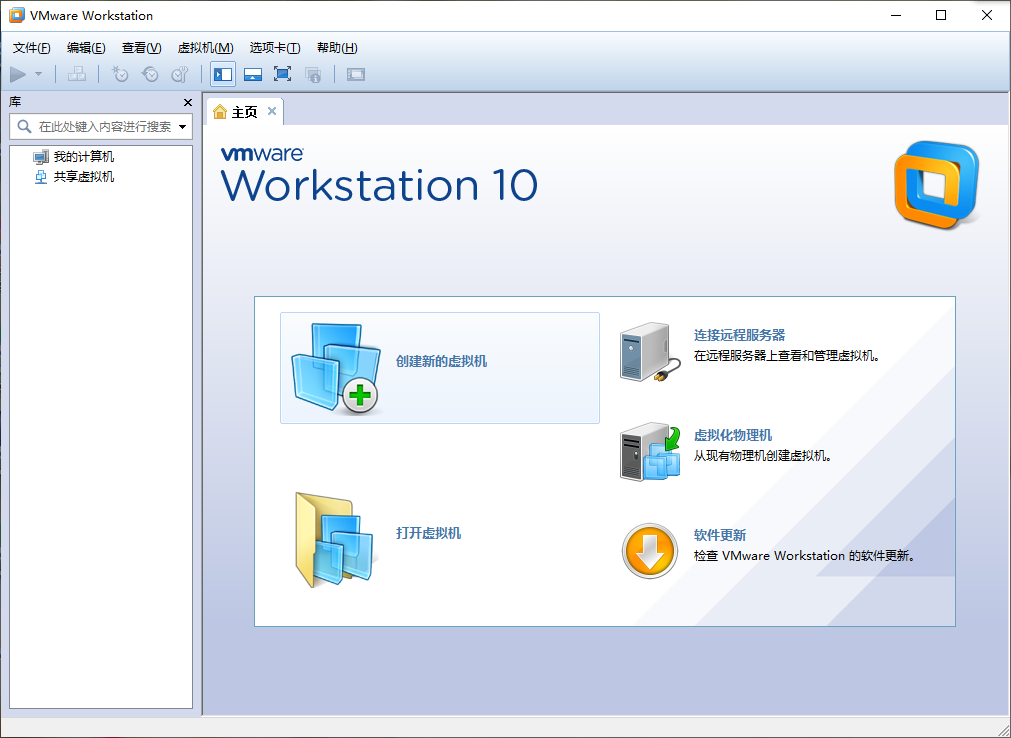 VMware Workstation
文件(F) 编辑(E) 查看(V) 虚拟机(M) 选项卡(T) 帮助(H)
库
在此处键入内容进行搜索
我的计算机
共享虚拟机
主页
vmware
Workstation 10
创建新的虚拟机
打开虚拟机
连接远程服务器
在远程服务器上查看和管理虚拟机。
虚拟化物理机
从现有物理机创建虚拟机。
软件更新
检查 VMware Workstation 的软件更新。